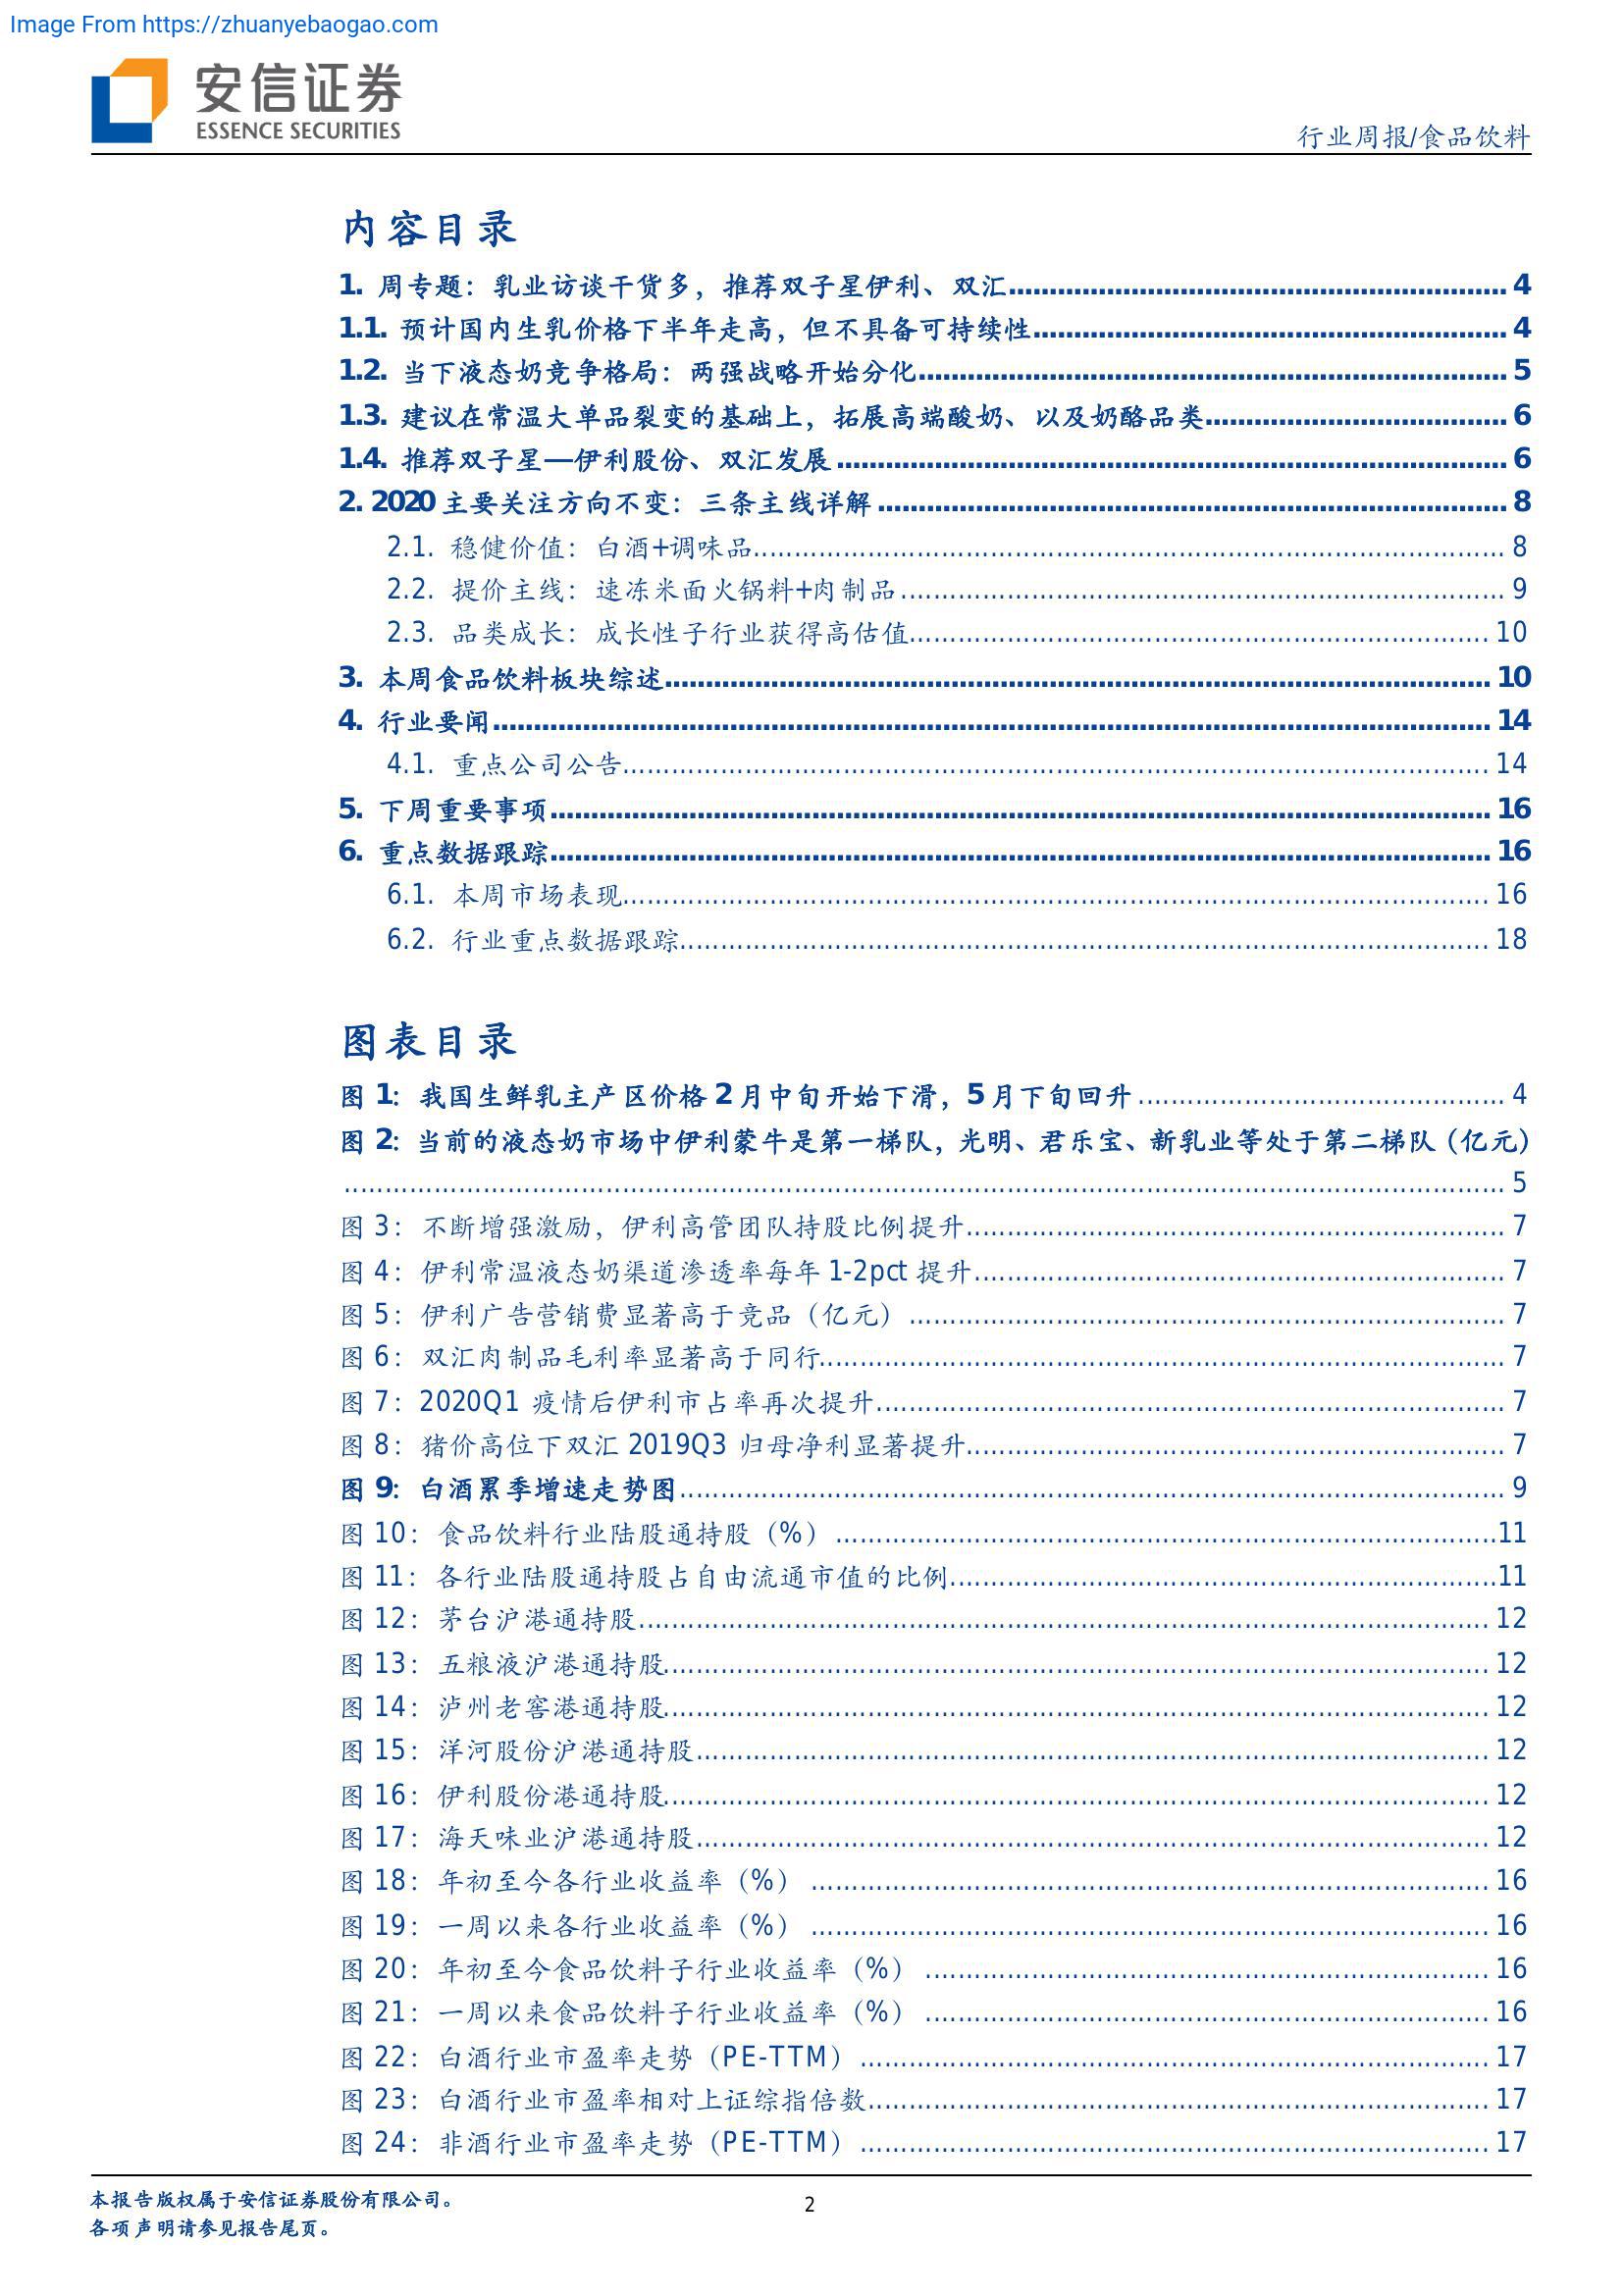 Image From https://zhuanyebaogao.com
安信证券
ESSENCE SECURITIES
行业周报/食品饮料
内容目录
1. 周专题：乳业访谈干货多，推荐双子星伊利、双汇 4
1.1. 预计国内生乳价格下半年走高，但不具备可持续性 4
1.2. 当下液态奶竞争格局：两强战略开始分化 5
1.3. 建议在常温大单品裂变的基础上，拓展高端酸奶、以及奶酪品类 6
1.4. 推荐双子星—伊利股份、双汇发展 6
2. 2020 主要关注方向不变：三条主线详解 8
2.1. 稳健价值：白酒+调味品 8
2.2. 提价主线：速冻米面火锅料+肉制品 9
2.3. 品类成长：成长性子行业获得高估值 10
3. 本周食品饮料板块综述 10
4. 行业要闻 14
4.1. 重点公司公告 14
5. 下周重要事项 16
6. 重点数据跟踪 16
6.1. 本周市场表现 16
6.2. 行业重点数据跟踪 18
图表目录
图 1：我国生鲜乳主产区价格 2 月中旬开始下滑，5 月下旬回升 4
图 2：当前的液态奶市场中伊利蒙牛是第一梯队，光明、君乐宝、新乳业等处于第二梯队（亿元）
5
图 3：不断增强激励，伊利高管团队持股比例提升 7
图 4：伊利常温液态奶渠道渗透率每年 1-2pct 提升 7
图 5：伊利广告营销费显著高于竞品（亿元） 7
图 6：双汇肉制品毛利率显著高于同行 7
图 7：2020Q1 疫情后伊利市占率再次提升 7
图 8：猪价高位下双汇 2019Q3 归母净利显著提升 7
图 9：白酒累季增速走势图 9
图 10：食品饮料行业陆股通持股（%） 11
图 11：各行业陆股通持股占自由流通市值的比例 11
图 12：茅台沪港通持股 12
图 13：五粮液沪港通持股 12
图 14：泸州老窖港通持股 12
图 15：洋河股份沪港通持股 12
图 16：伊利股份港通持股 12
图 17：海天味业沪港通持股 12
图 18：年初至今各行业收益率（%） 16
图 19：一周以来各行业收益率（%） 16
图 20：年初至今食品饮料子行业收益率（%） 16
图 21：一周以来食品饮料子行业收益率（%） 16
图 22：白酒行业市盈率走势（PE-TTM） 17
图 23：白酒行业市盈率相对上证综指倍数 17
图 24：非酒行业市盈率走势（PE-TTM） 17
本报告版权属于安信证券股份有限公司。
2
各项声明请参见报告尾页。